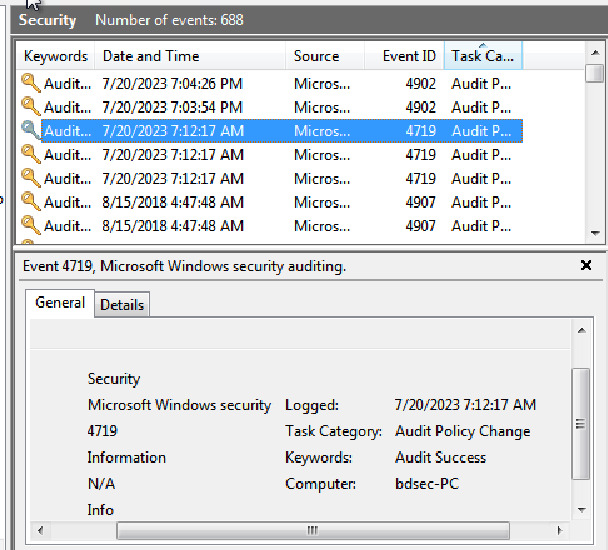 Security Number of events: 688
Keywords Date and Time Source Event ID Task Ca...
Audit... 7/20/2023 7:04:26 PM Micros... 4902 Audit P...
Audit... 7/20/2023 7:03:54 PM Micros... 4902 Audit P...
Audit... 7/20/2023 7:12:17 AM Micros... 4719 Audit P...
Audit... 7/20/2023 7:12:17 AM Micros... 4719 Audit P...
Audit... 7/20/2023 7:12:17 AM Micros... 4719 Audit P...
Audit... 8/15/2018 4:47:48 AM Micros... 4907 Audit P...
Audit... 8/15/2018 4:47:48 AM Micros... 4907 Audit P...
Event 4719, Microsoft Windows security auditing.
General Details
Security
Microsoft Windows security Logged: 7/20/2023 7:12:17 AM
4719 Task Category: Audit Policy Change
Information Keywords: Audit Success
N/A Computer: bdsec-PC
Info